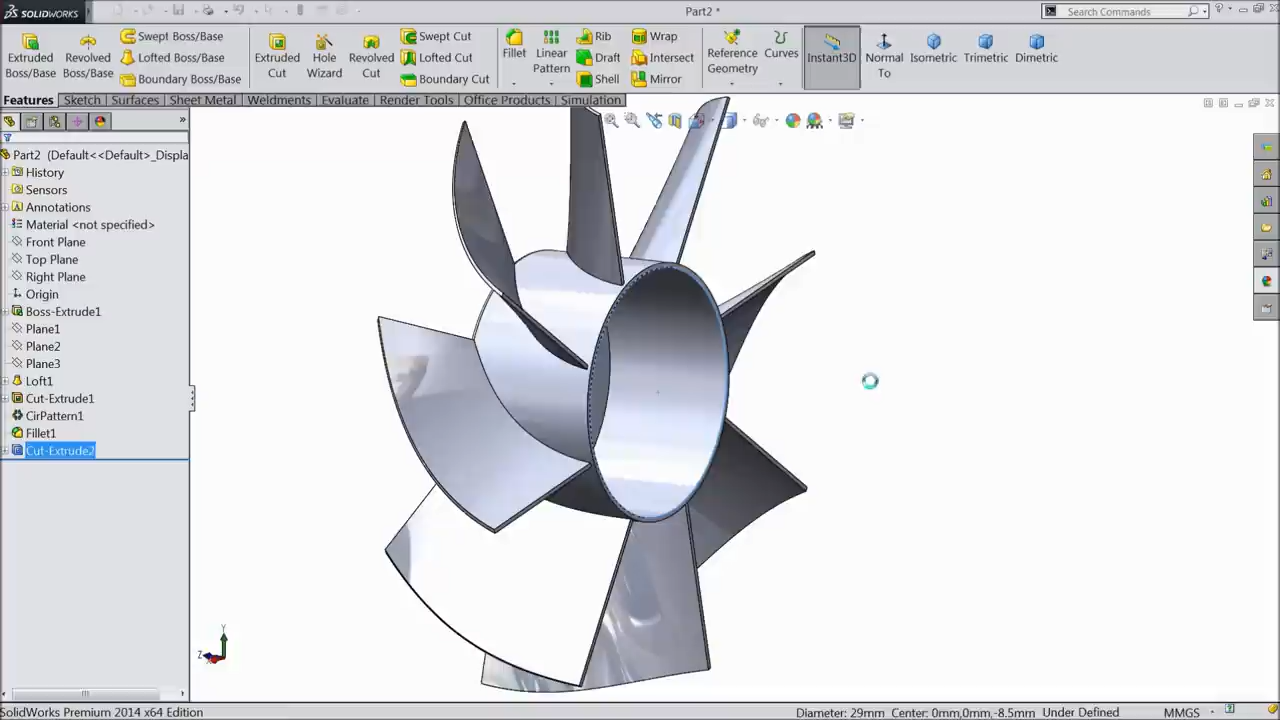 SOLIDWORKS
Part2 *
Search Commands
Extruded Boss/Base
Revolved Boss/Base
Swept Boss/Base
Lofted Boss/Base
Boundary Boss/Base
Extruded Cut
Hole Wizard
Revolved Cut
Swept Cut
Lofted Cut
Boundary Cut
Fillet
Linear Pattern
Rib
Draft
Shell
Wrap
Intersect
Mirror
Reference Geometry
Curves
Instant3D
Normal To
Isometric
Trimetric
Dimetric
Features Sketch Surfaces Sheet Metal Weldments Evaluate Render Tools Office Products Simulation
Part2 (Default<<Default>_Displa
History
Sensors
Annotations
Material <not specified>
Front Plane
Top Plane
Right Plane
Origin
Boss-Extrude1
Plane1
Plane2
Plane3
Loft1
Cut-Extrude1
CirPattern1
Fillet1
Cut-Extrude2
Y
Z
SolidWorks Premium 2014 x64 Edition
Diameter: 29mm Center: 0mm,0mm,-8.5mm Under Defined MMGS